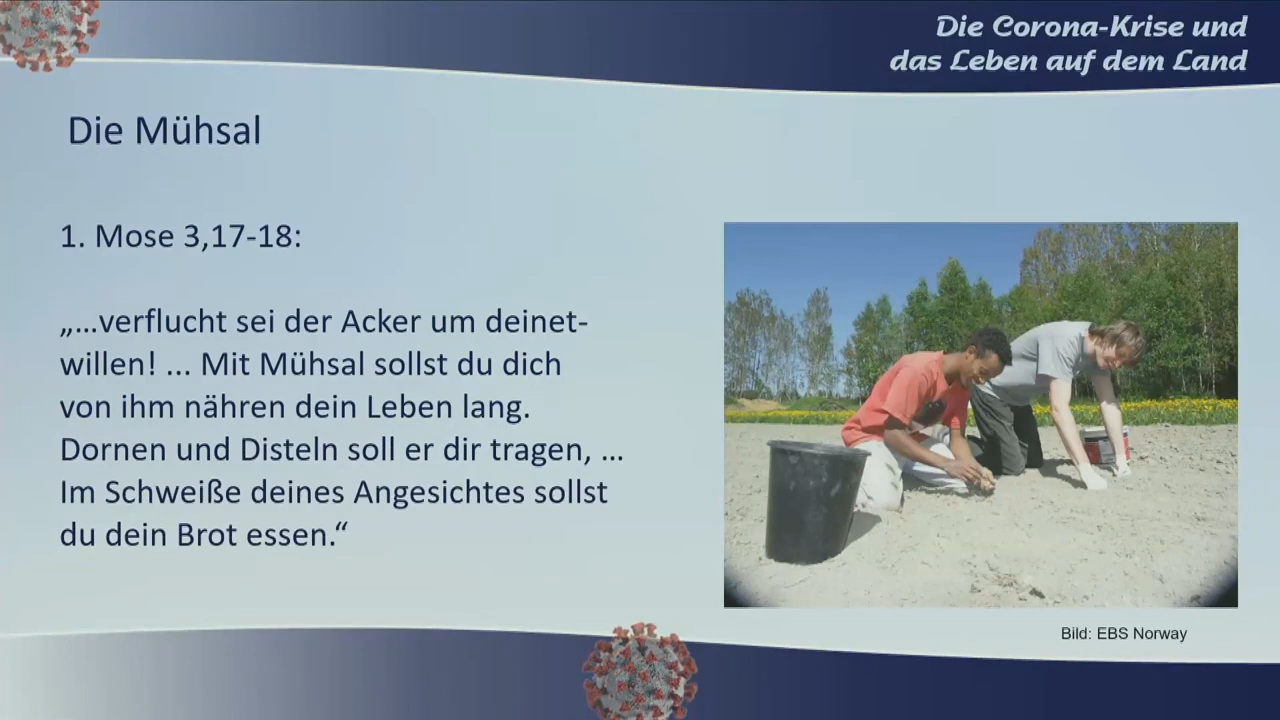 Die Corona-Krise und
das Leben auf dem Land
Die Mühsal
1. Mose 3,17-18:
„…verflucht sei der Acker um deinet-
willen! ... Mit Mühsal sollst du dich
von ihm nähren dein Leben lang.
Dornen und Disteln soll er dir tragen, …
Im Schweiße deines Angesichtes sollst
du dein Brot essen.“
Bild: EBS Norway